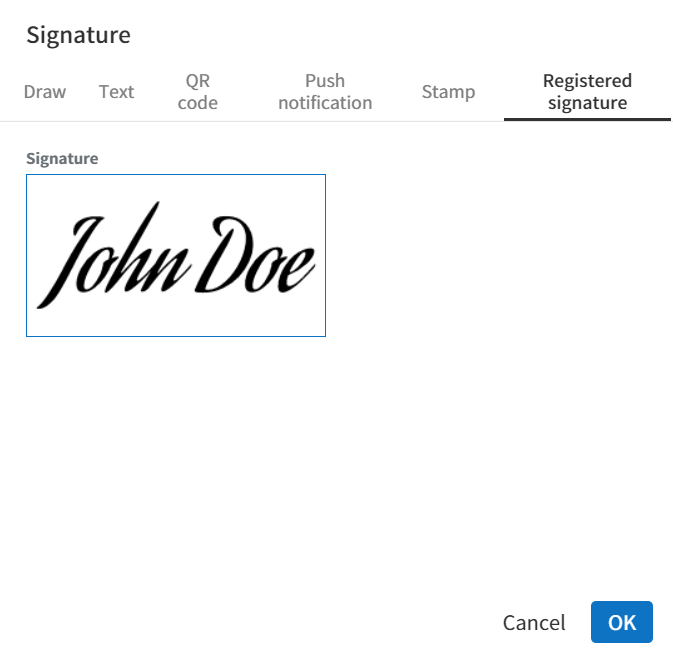 Signature
Draw
Text
QR
code
Push
notification
Stamp
Registered
signature
Signature
John Doe
Cancel
OK